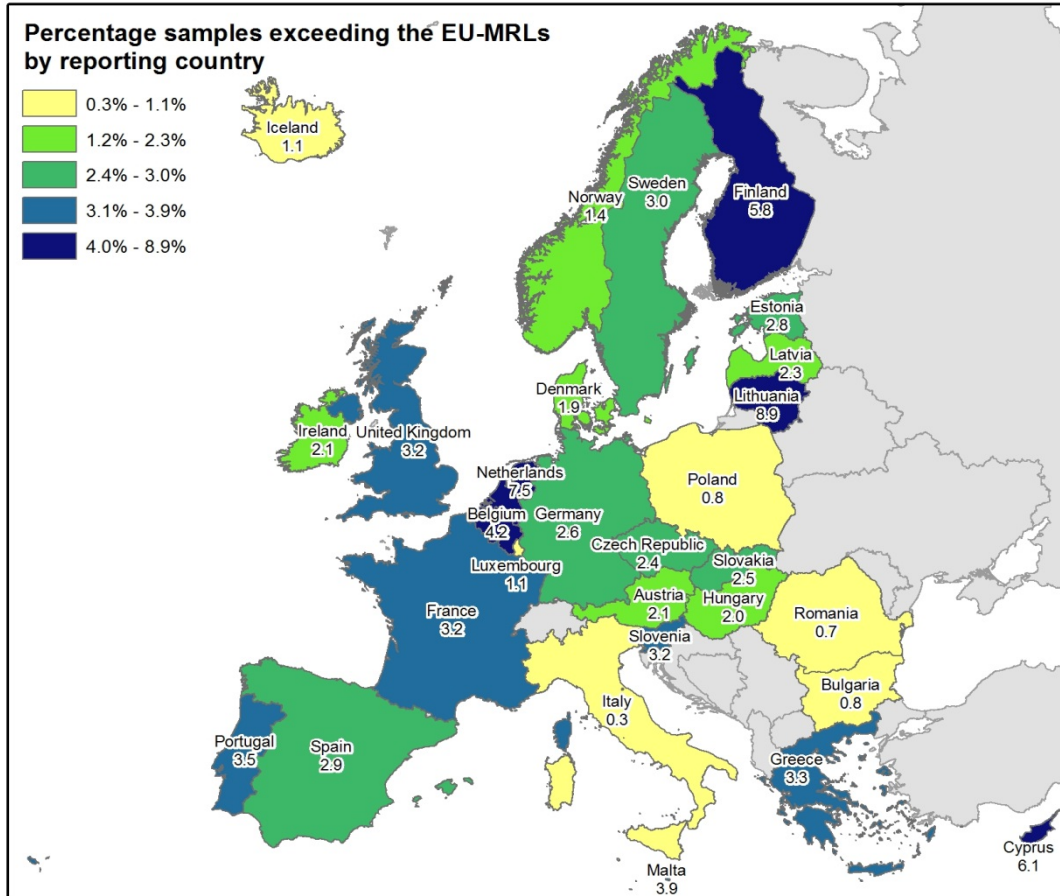 Percentage samples exceeding the EU-MRLs
by reporting country
0.3% - 1.1%
1.2% - 2.3%
2.4% - 3.0%
3.1% - 3.9%
4.0% - 8.9%
Iceland
1.1
Norway
1.4
Sweden
3.0
Finland
5.8
Estonia
2.8
Latvia
2.3
Lithuania
8.9
Denmark
1.9
Ireland
2.1
United Kingdom
3.2
Netherlands
7.5
Belgium
4.2
Germany
2.6
Poland
0.8
Luxembourg
1.1
Czech Republic
2.4
Slovakia
2.5
Austria
2.1
Hungary
2.0
France
3.2
Slovenia
3.2
Romania
0.7
Bulgaria
0.8
Italy
0.3
Portugal
3.5
Spain
2.9
Greece
3.3
Malta
3.9
Cyprus
6.1